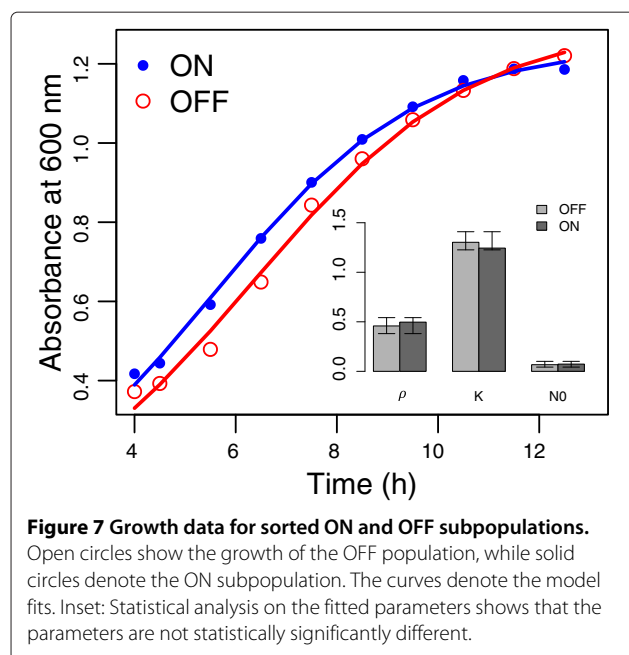 Absorbance at 600 nm
0.4
0.6
0.8
1.0
1.2
ON
OFF
0.0
0.5
1.0
1.5
OFF
ON
ρ K N0
4 6 8 10 12
Time (h)
Figure 7 Growth data for sorted ON and OFF subpopulations.
Open circles show the growth of the OFF population, while solid
circles denote the ON subpopulation. The curves denote the model
fits. Inset: Statistical analysis on the fitted parameters shows that the
parameters are not statistically significantly different.